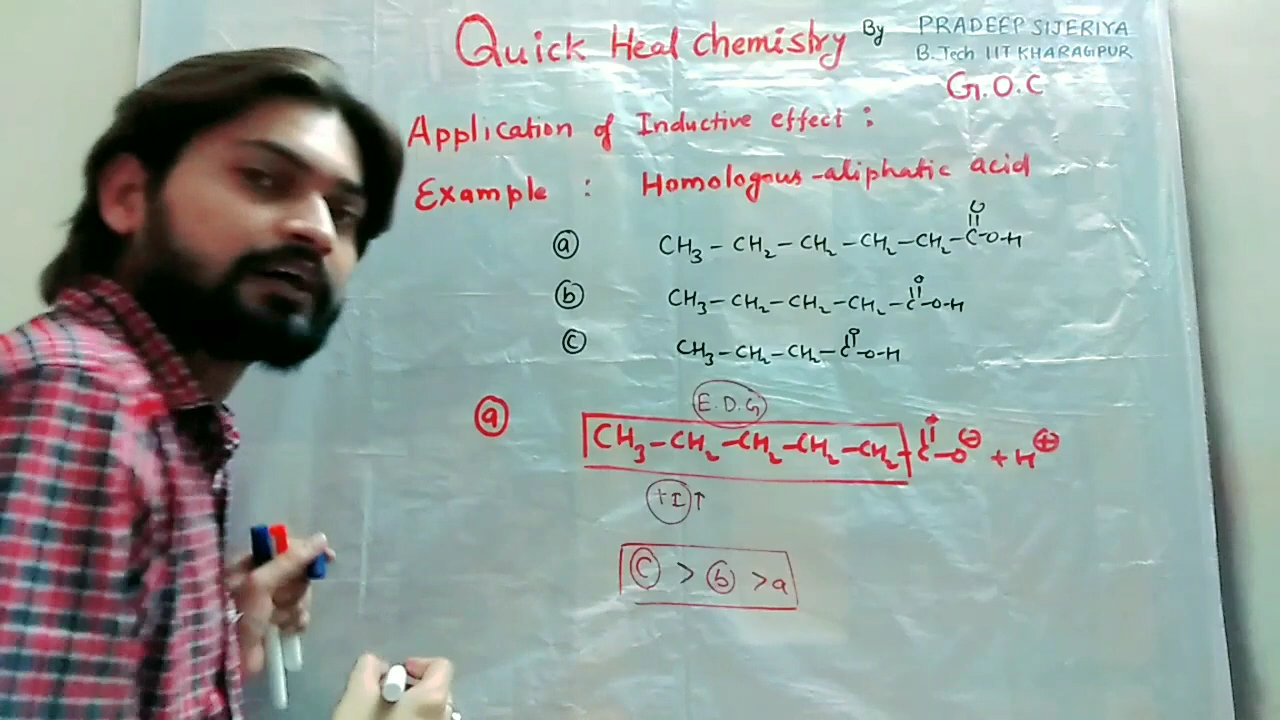 Quick Heal chemistry By PRADEEP SIJERIYA
B.Tech IIT KHARAGPUR
G.O.C
Application of Inductive effect :
Example : Homologous-aliphatic acid
(a) CH₃-CH₂-CH₂-CH₂-CH₂-C(=O)-O-H
(b) CH₃-CH₂-CH₂-CH₂-C(=O)-O-H
(c) CH₃-CH₂-CH₂-C(=O)-O-H
E.D.G
(a) CH₃-CH₂-CH₂-CH₂-CH₂-C(=O)-O⊖ + H⊕
+I↑
(c) > (b) > a